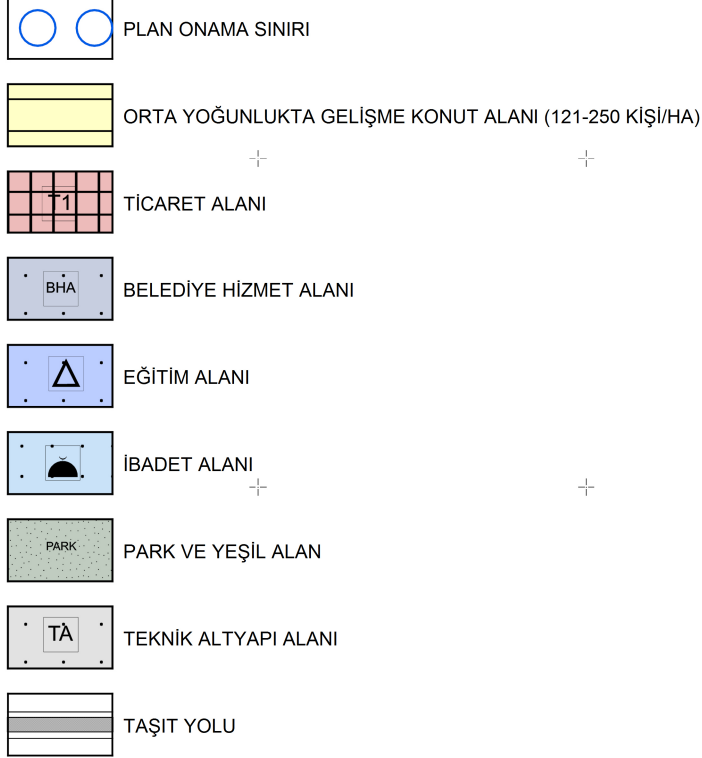 PLAN ONAMA SINIRI
ORTA YOĞUNLUKTA GELİŞME KONUT ALANI (121-250 KİŞİ/HA)
T1 TİCARET ALANI
BHA BELEDİYE HİZMET ALANI
EĞİTİM ALANI
İBADET ALANI
PARK PARK VE YEŞİL ALAN
TA TEKNİK ALTYAPI ALANI
TAŞIT YOLU